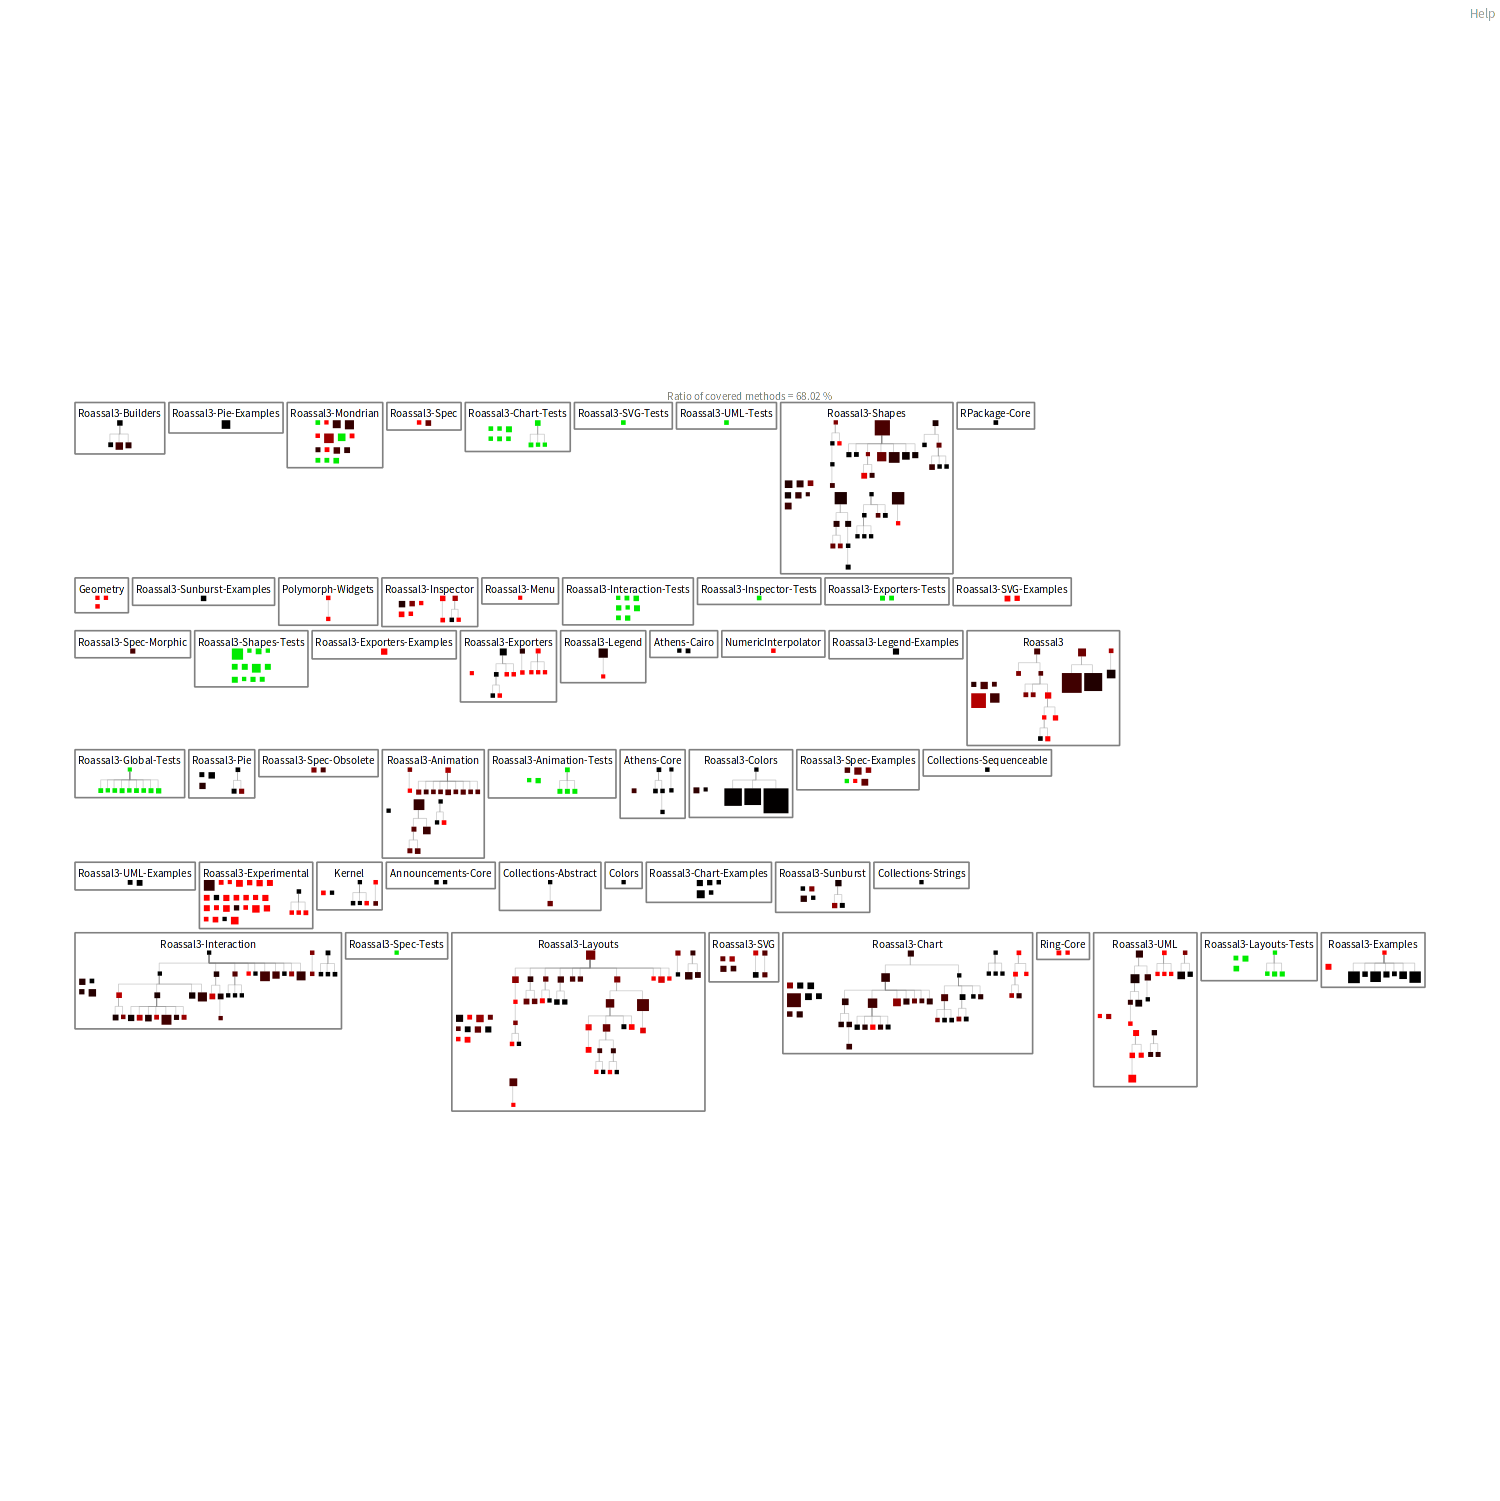 Help
Ratio of covered methods = 68.02 %
Roassal3-Builders
Roassal3-Pie-Examples
Roassal3-Mondrian
Roassal3-Spec
Roassal3-Chart-Tests
Roassal3-SVG-Tests
Roassal3-UML-Tests
Roassal3-Shapes
RPackage-Core
Geometry
Roassal3-Sunburst-Examples
Polymorph-Widgets
Roassal3-Inspector
Roassal3-Menu
Roassal3-Interaction-Tests
Roassal3-Inspector-Tests
Roassal3-Exporters-Tests
Roassal3-SVG-Examples
Roassal3-Spec-Morphic
Roassal3-Shapes-Tests
Roassal3-Exporters-Examples
Roassal3-Exporters
Roassal3-Legend
Athens-Cairo
NumericInterpolator
Roassal3-Legend-Examples
Roassal3
Roassal3-Global-Tests
Roassal3-Pie
Roassal3-Spec-Obsolete
Roassal3-Animation
Roassal3-Animation-Tests
Athens-Core
Roassal3-Colors
Roassal3-Spec-Examples
Collections-Sequenceable
Roassal3-UML-Examples
Roassal3-Experimental
Kernel
Announcements-Core
Collections-Abstract
Colors
Roassal3-Chart-Examples
Roassal3-Sunburst
Collections-Strings
Roassal3-Interaction
Roassal3-Spec-Tests
Roassal3-Layouts
Roassal3-SVG
Roassal3-Chart
Ring-Core
Roassal3-UML
Roassal3-Layouts-Tests
Roassal3-Examples